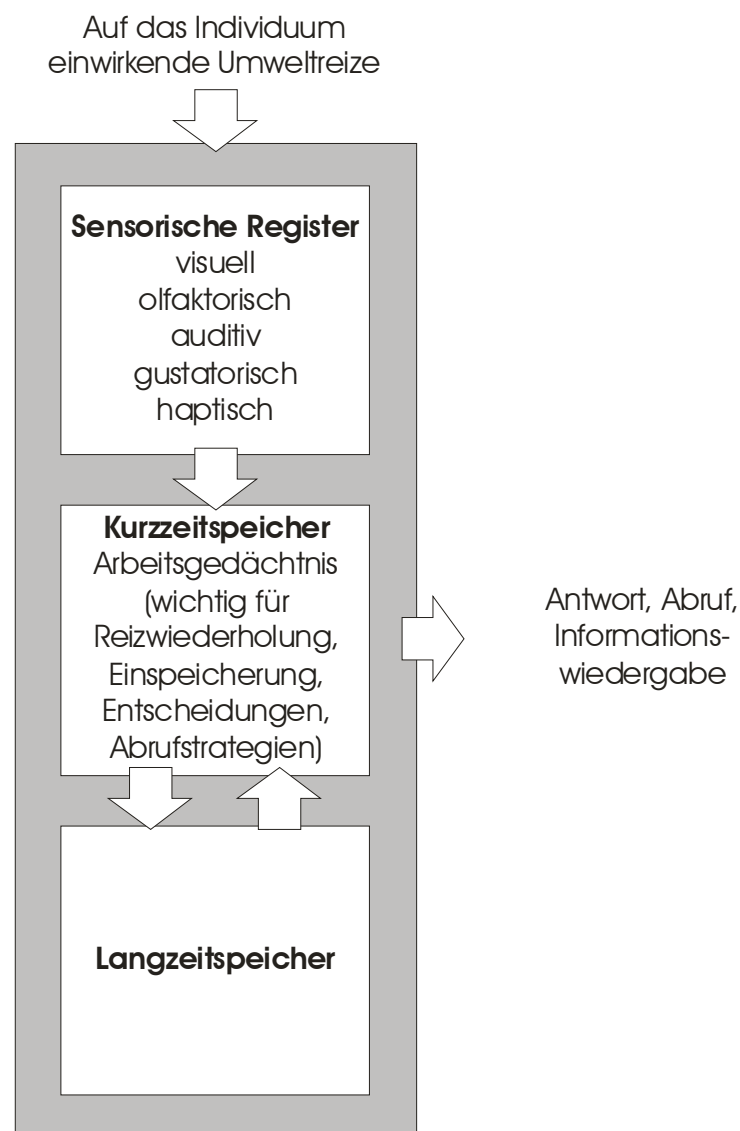 Auf das Individuum
einwirkende Umweltreize
Sensorische Register
visuell
olfaktorisch
auditiv
gustatorisch
haptisch
Kurzzeitspeicher
Arbeitsgedächtnis
(wichtig für
Reizwiederholung,
Einspeicherung,
Entscheidungen,
Abrufstrategien)
Antwort, Abruf,
Informations-
wiedergabe
Langzeitspeicher